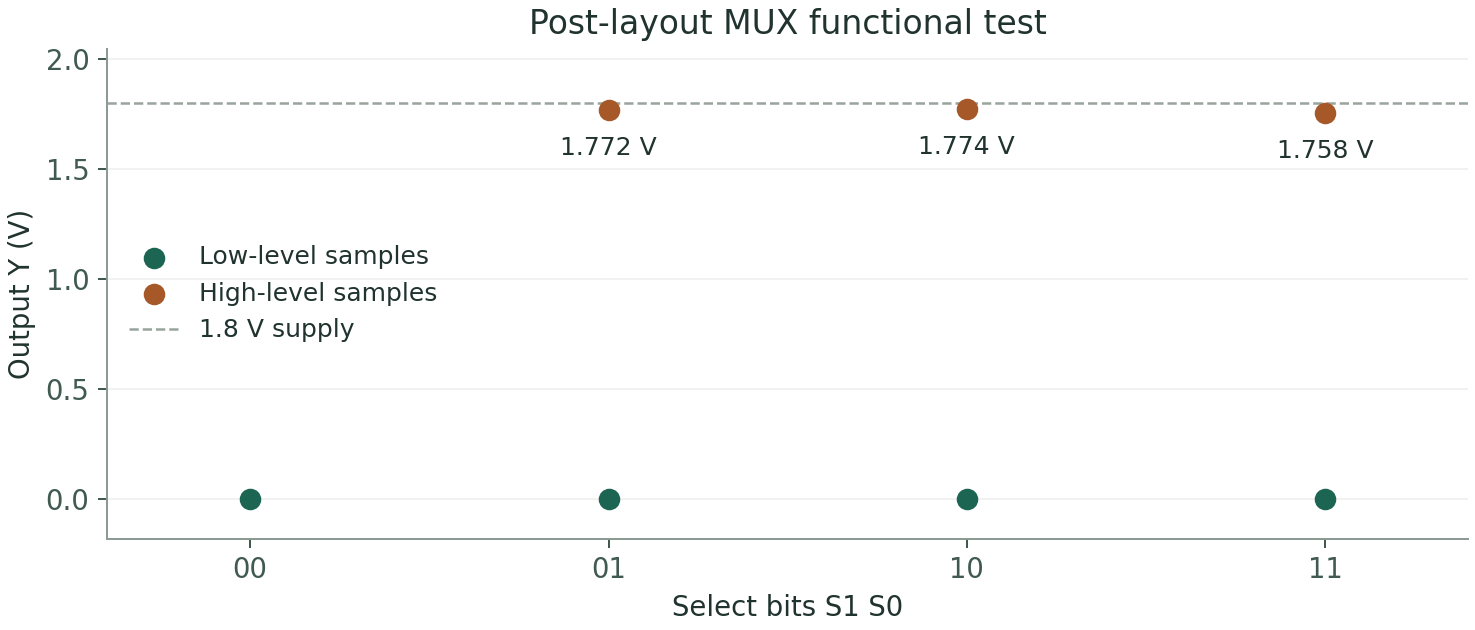 Post-layout MUX functional test
2.0
1.5
1.0
0.5
0.0
Output Y (V)
1.772 V
1.774 V
1.758 V
Low-level samples
High-level samples
1.8 V supply
00
01
10
11
Select bits S1 S0